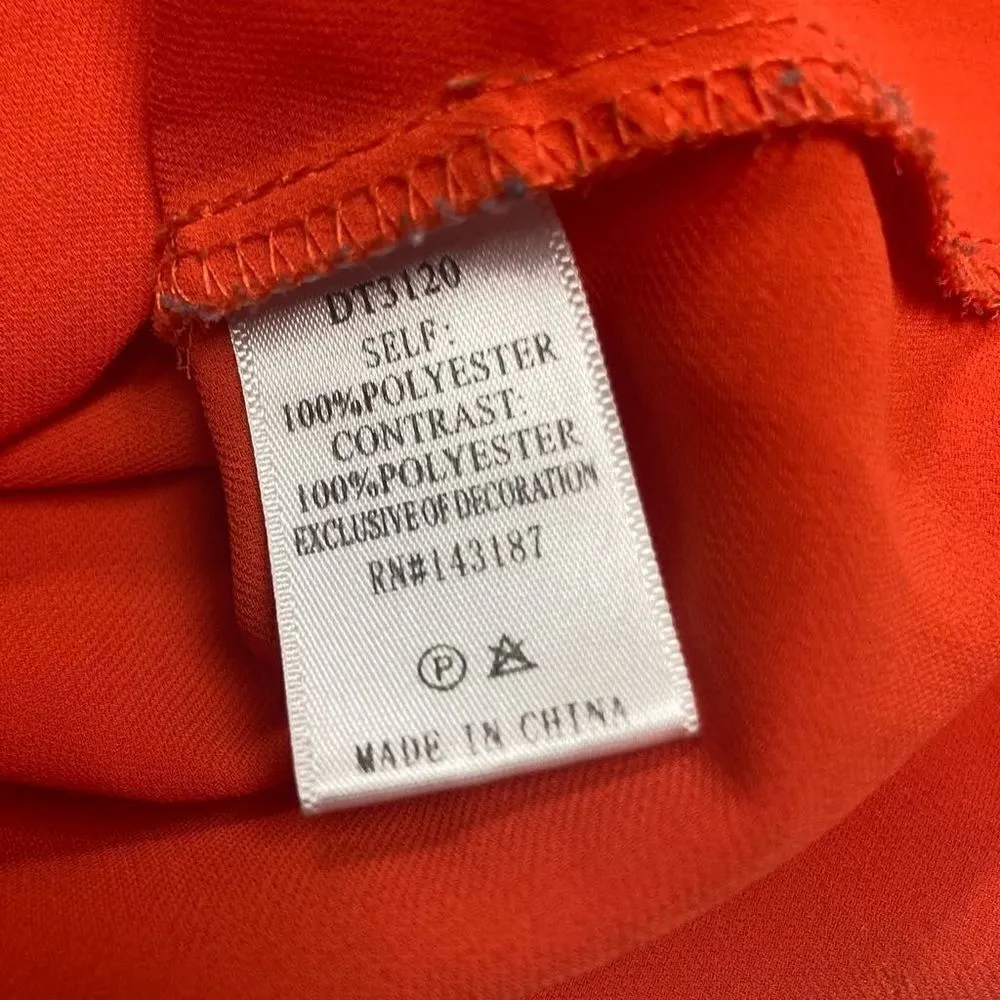 DT3120
SELF:
100%POLYESTER
CONTRAST:
100%POLYESTER
EXCLUSIVE OF DECORATION
RN#143187
P
MADE IN CHINA